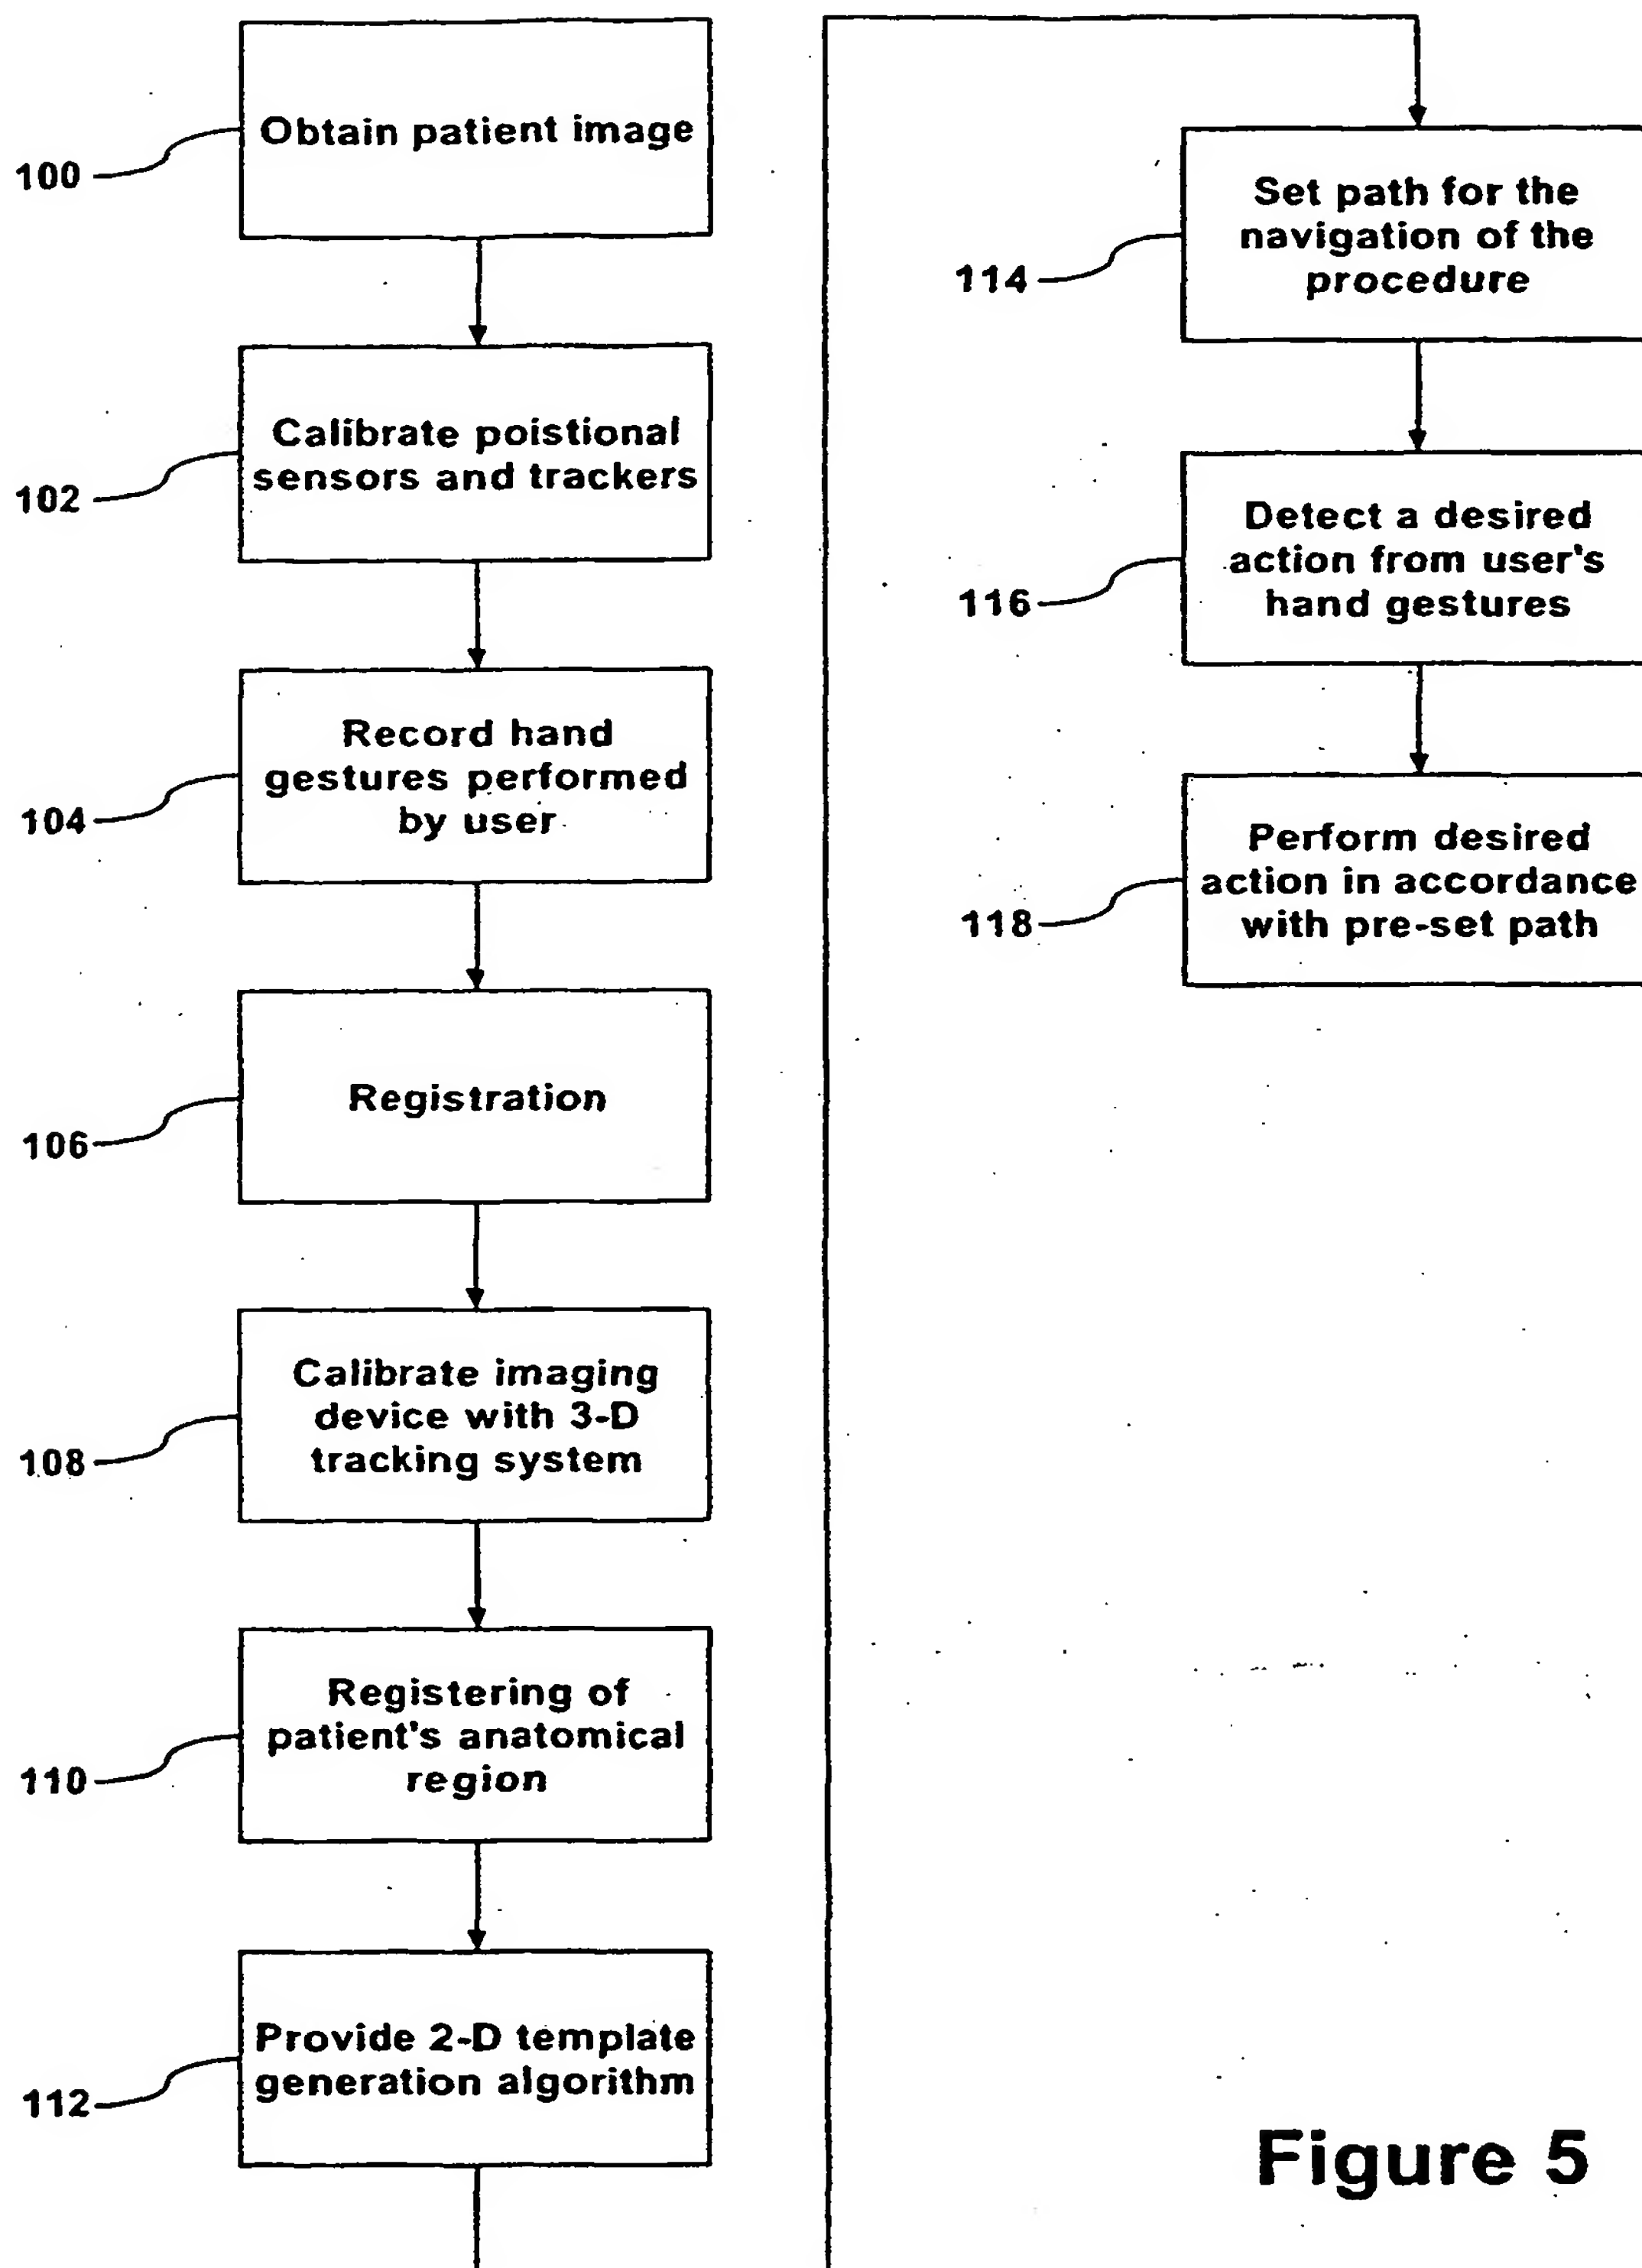 100
Obtain patient image
102
Calibrate poistional
sensors and trackers
104
Record hand
gestures performed
by user
106
Registration
108
Calibrate imaging
device with 3-D
tracking system
110
Registering of
patient's anatomical
region
112
Provide 2-D template
generation algorithm
114
Set path for the
navigation of the
procedure
116
Detect a desired
action from user's
hand gestures
118
Perform desired
action in accordance
with pre-set path
Figure 5